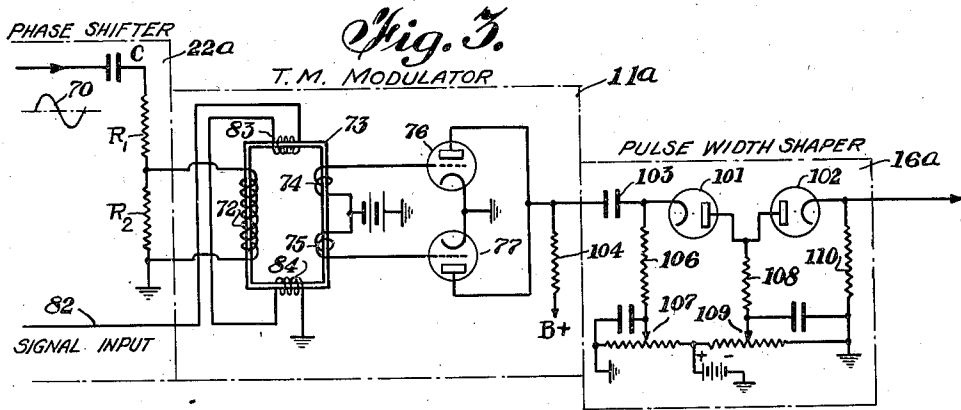 Fig. 3.
PHASE SHIFTER
22a
C
70
R1
R2
82
SIGNAL INPUT
T. M. MODULATOR
11a
83
73
72
74
75
84
76
77
104
B+
PULSE WIDTH SHAPER
16a
103
101
102
106
107
108
109
110
+ -